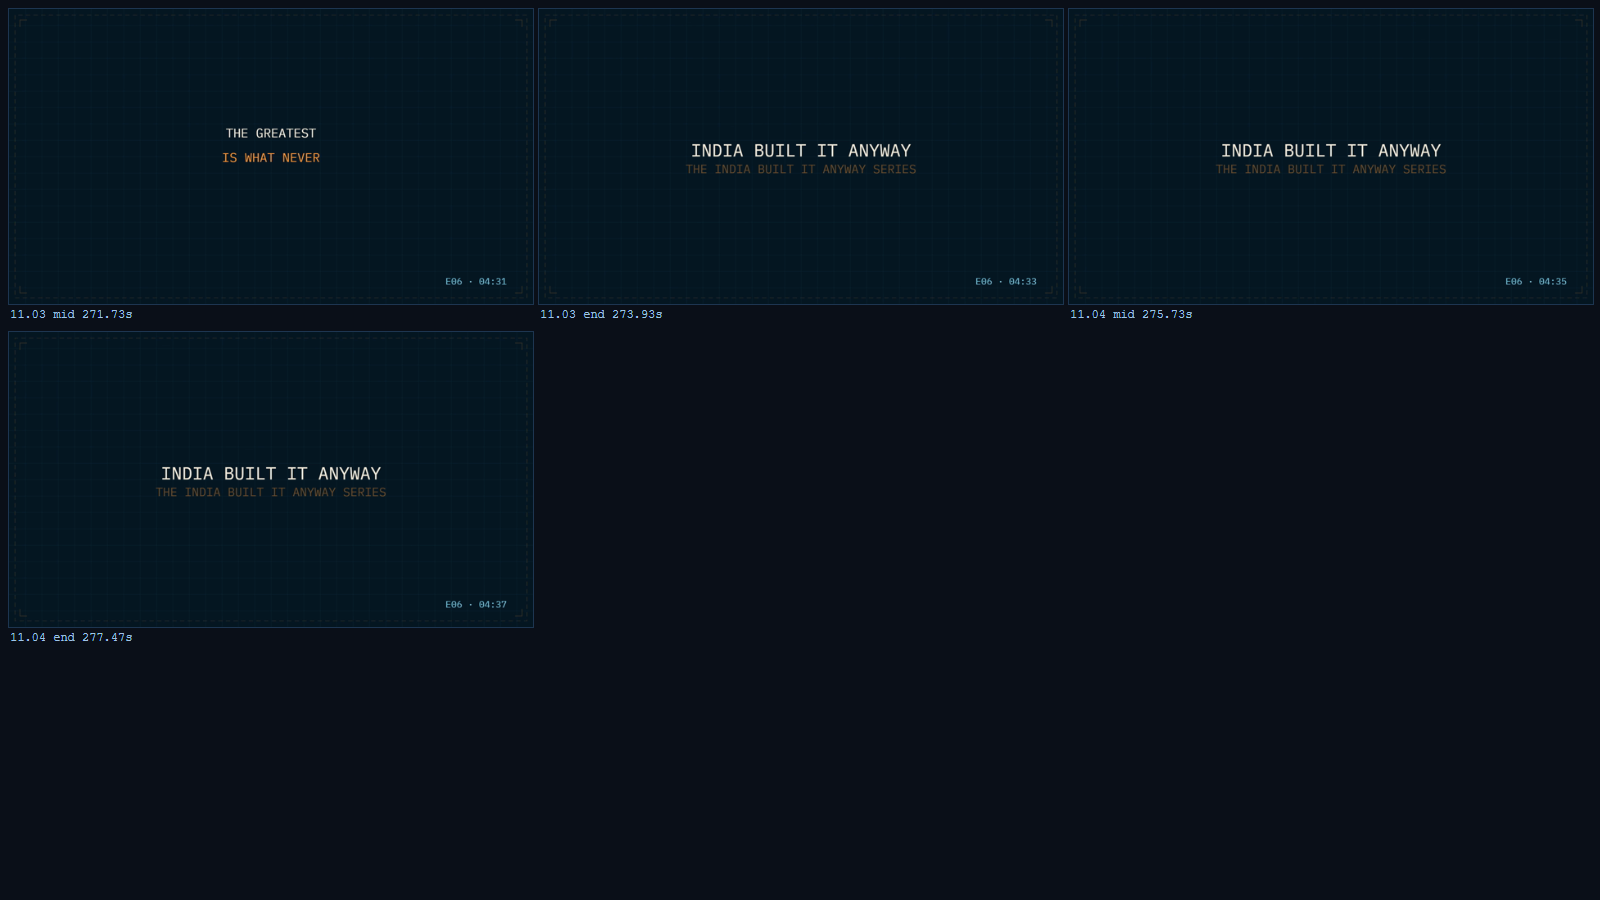 THE GREATEST
IS WHAT NEVER
E06 · 04:31
11.03 mid 271.73s
INDIA BUILT IT ANYWAY
THE INDIA BUILT IT ANYWAY SERIES
E06 · 04:33
11.03 end 273.93s
INDIA BUILT IT ANYWAY
THE INDIA BUILT IT ANYWAY SERIES
E06 · 04:35
11.04 mid 275.73s
INDIA BUILT IT ANYWAY
THE INDIA BUILT IT ANYWAY SERIES
E06 · 04:37
11.04 end 277.47s